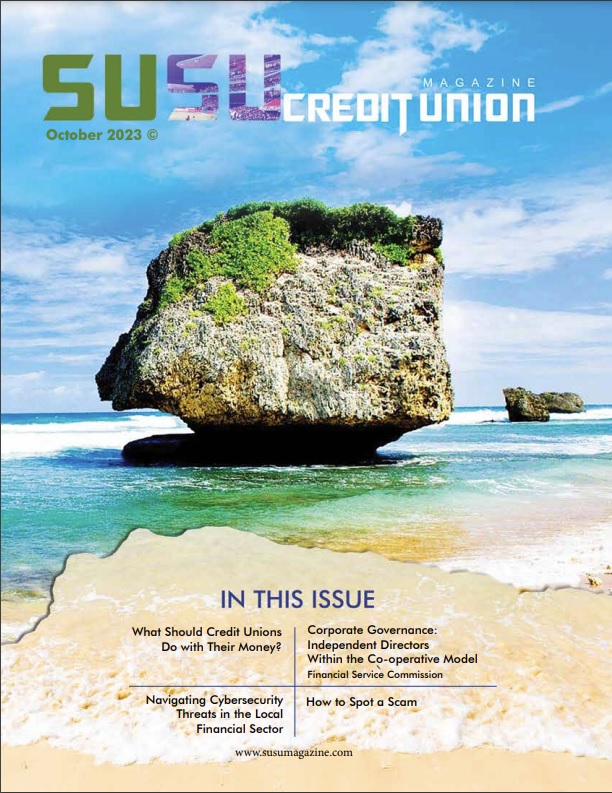 SUSU
MAGAZINE
CREDIT UNION
October 2023 ©
IN THIS ISSUE
What Should Credit Unions
Do with Their Money?
Corporate Governance:
Independent Directors
Within the Co-operative Model
Financial Service Commission
Navigating Cybersecurity
Threats in the Local
Financial Sector
How to Spot a Scam
www.susumagazine.com